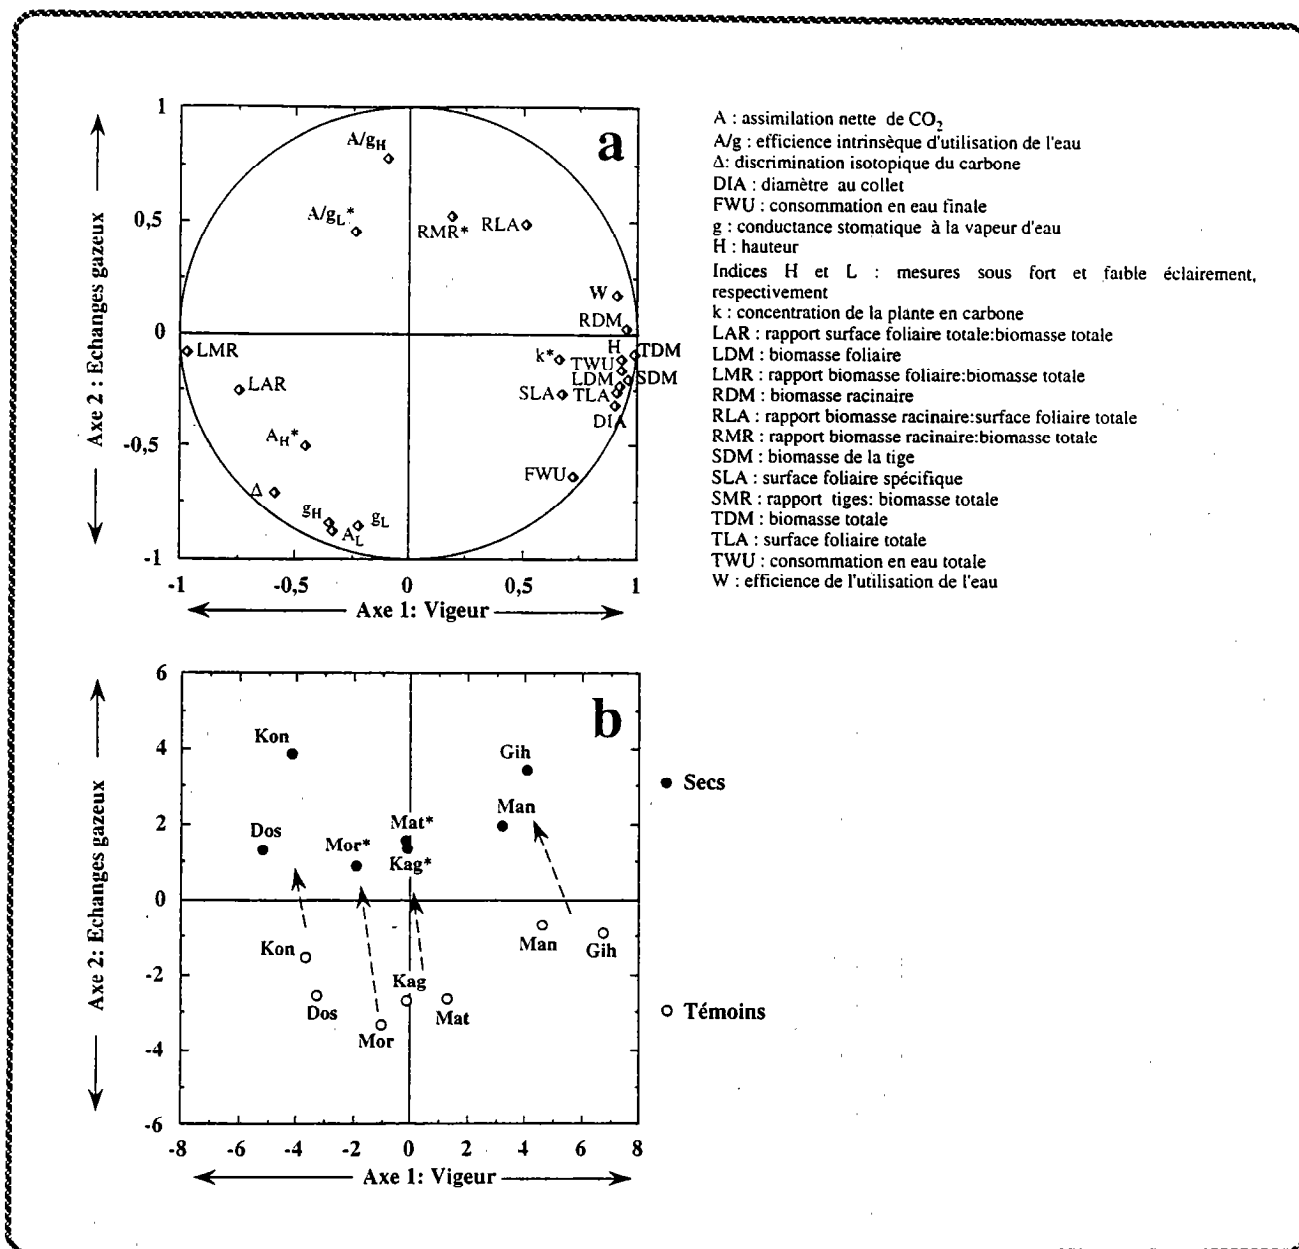 1
0,5
0
-0,5
-1
-1
-0,5
0
0,5
1
Axe 2 : Echanges gazeux
Axe 1: Vigeur
a
A/gH
A/gL*
RMR*
RLA
W
RDM
H
TDM
k*
TWU
LDM
SDM
SLA
TLA
DIA
LMR
LAR
AH*
FWU
Δ
gH
gL
AL
A : assimilation nette de CO2
A/g : efficience intrinsèque d'utilisation de l'eau
Δ: discrimination isotopique du carbone
DIA : diamètre au collet
FWU : consommation en eau finale
g : conductance stomatique à la vapeur d'eau
H : hauteur
Indices H et L : mesures sous fort et faible éclairement,
respectivement
k : concentration de la plante en carbone
LAR : rapport surface foliaire totale:biomasse totale
LDM : biomasse foliaire
LMR : rapport biomasse foliaire:biomasse totale
RDM : biomasse racinaire
RLA : rapport biomasse racinaire:surface foliaire totale
RMR : rapport biomasse racinaire:biomasse totale
SDM : biomasse de la tige
SLA : surface foliaire spécifique
SMR : rapport tiges: biomasse totale
TDM : biomasse totale
TLA : surface foliaire totale
TWU : consommation en eau totale
W : efficience de l'utilisation de l'eau
6
4
2
0
-2
-4
-6
-8
-6
-4
-2
0
2
4
6
8
Axe 2: Echanges gazeux
Axe 1: Vigeur
b
Kon
Gih
Man
Dos
Mor*
Mat*
Kag*
Kon
Dos
Mor
Kag
Mat
Man
Gih
Secs
Témoins